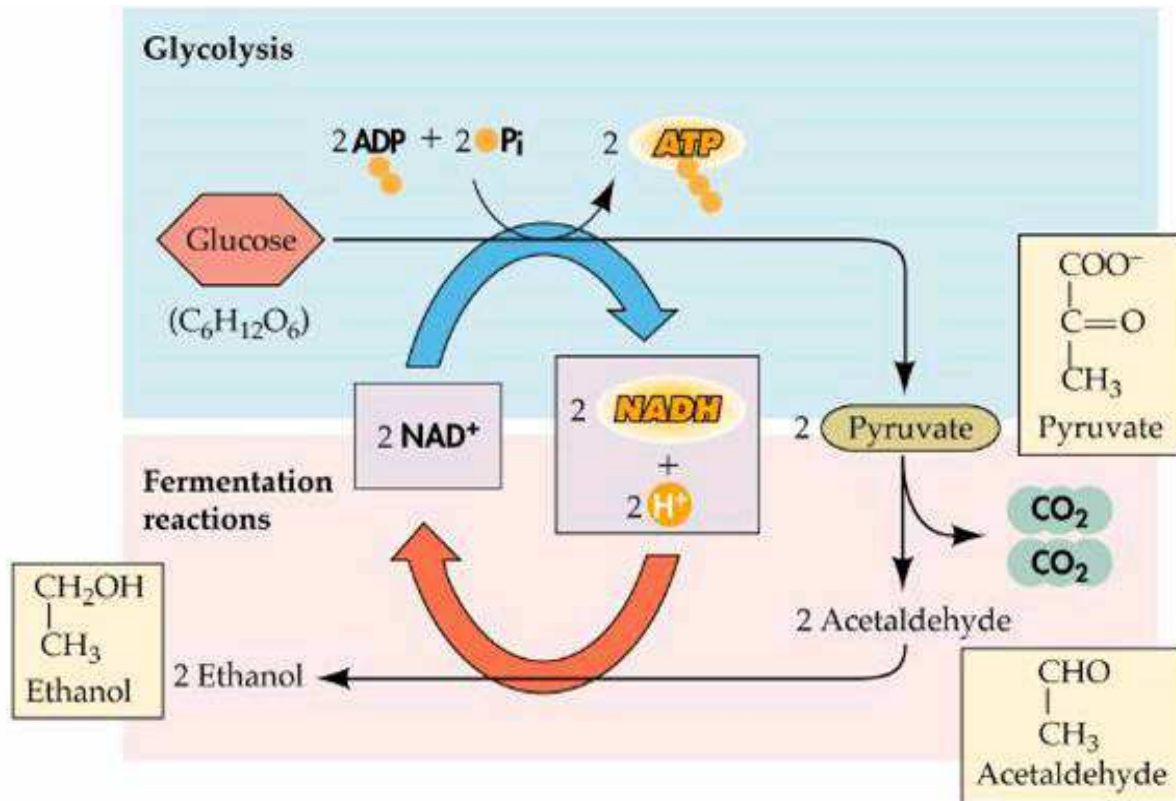 Glycolysis
2 ADP + 2 Pi
2 ATP
Glucose
(C₆H₁₂O₆)
COO⁻
C=O
CH₃
Pyruvate
2 NAD⁺
2 NADH
+
2 H⁺
2 Pyruvate
Fermentation
reactions
CO₂
CO₂
2 Acetaldehyde
CH₂OH
CH₃
Ethanol
2 Ethanol
CHO
CH₃
Acetaldehyde